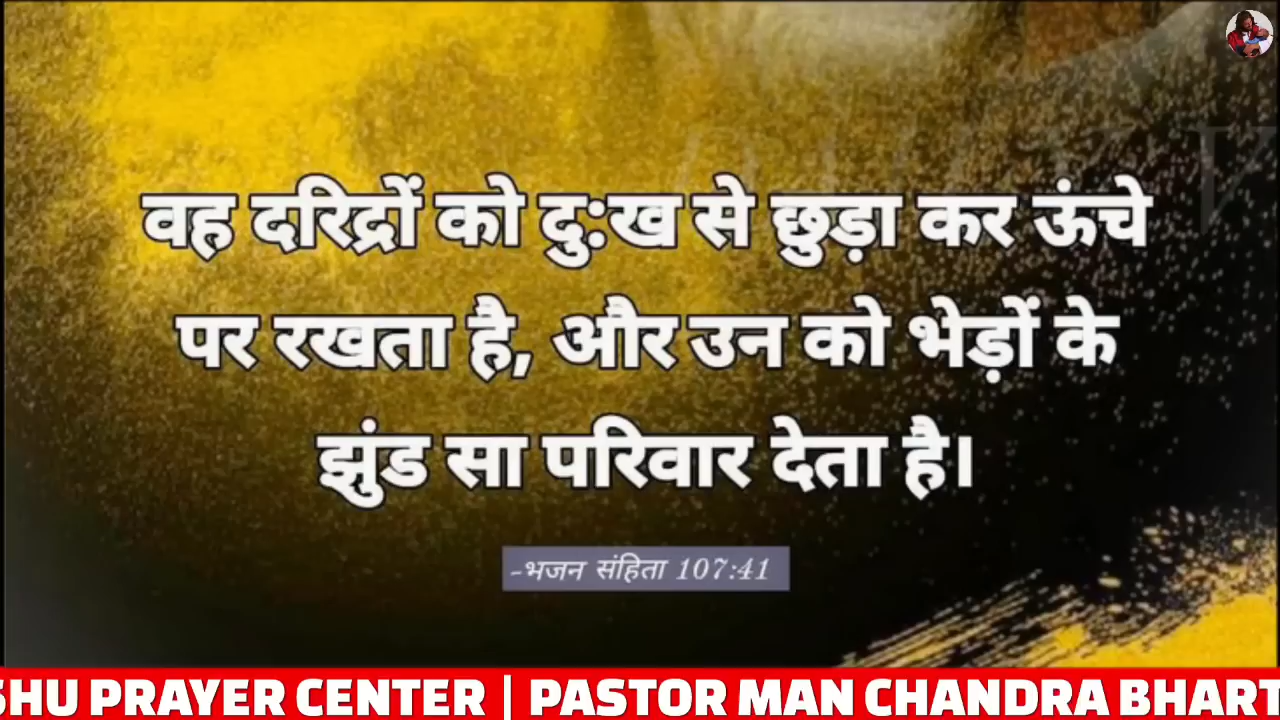 वह दरिद्रों को दु:ख से छुड़ा कर ऊंचे
पर रखता है, और उन को भेड़ों के
झुंड सा परिवार देता है।
-भजन संहिता 107:41
SHU PRAYER CENTER | PASTOR MAN CHANDRA BHART